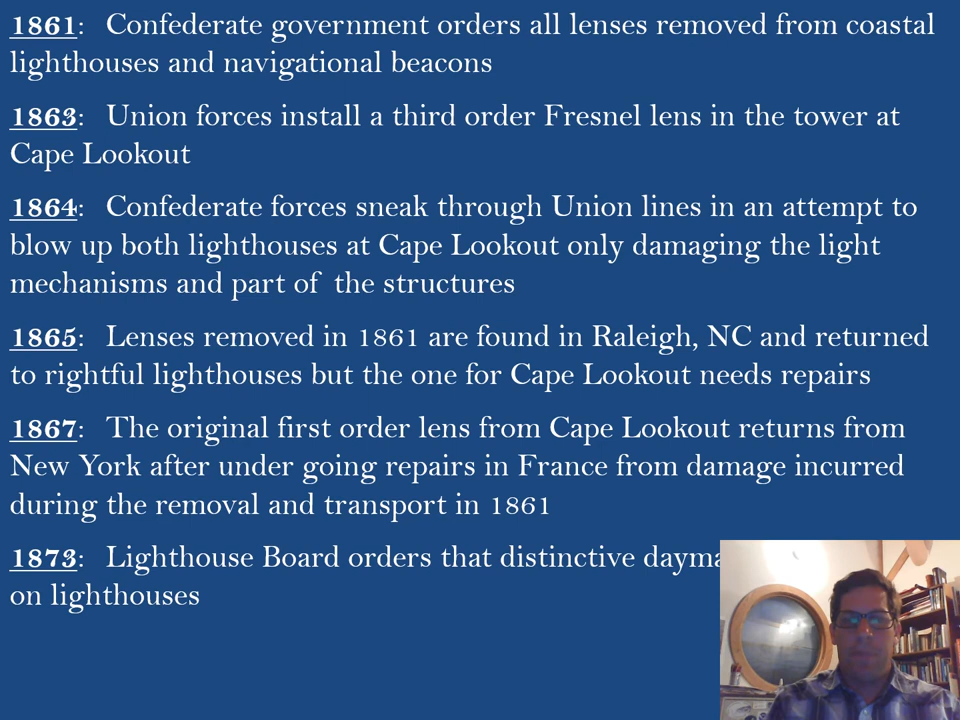 1861:   Confederate government orders all lenses removed from coastal
lighthouses and navigational beacons
1863:   Union forces install a third order Fresnel lens in the tower at
Cape Lookout
1864:   Confederate forces sneak through Union lines in an attempt to
blow up both lighthouses at Cape Lookout only damaging the light
mechanisms and part of  the structures
1865:   Lenses removed in 1861 are found in Raleigh, NC and returned
to rightful lighthouses but the one for Cape Lookout needs repairs
1867:   The original first order lens from Cape Lookout returns from
New York after under going repairs in France from damage incurred
during the removal and transport in 1861
1873:   Lighthouse Board orders that distinctive
on lighthouses